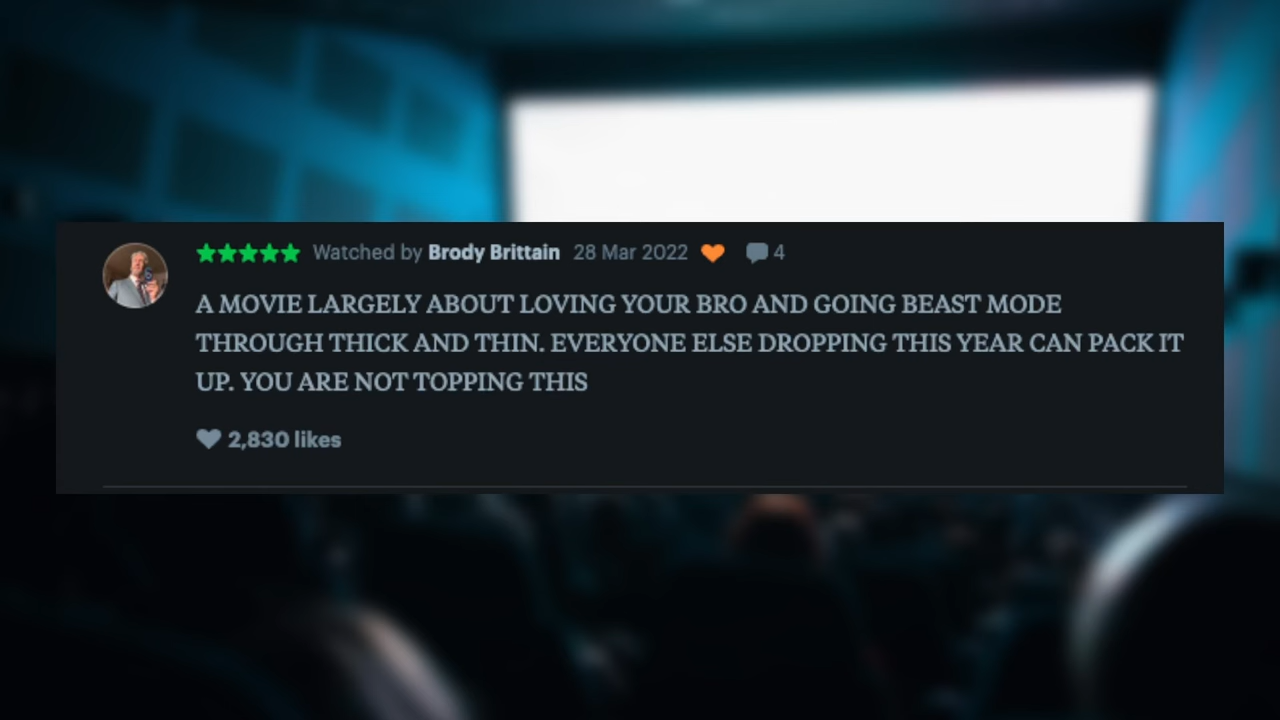 ★★★★★ Watched by Brody Brittain 28 Mar 2022 🧡 💬 4
A MOVIE LARGELY ABOUT LOVING YOUR BRO AND GOING BEAST MODE
THROUGH THICK AND THIN. EVERYONE ELSE DROPPING THIS YEAR CAN PACK IT
UP. YOU ARE NOT TOPPING THIS
♥ 2,830 likes